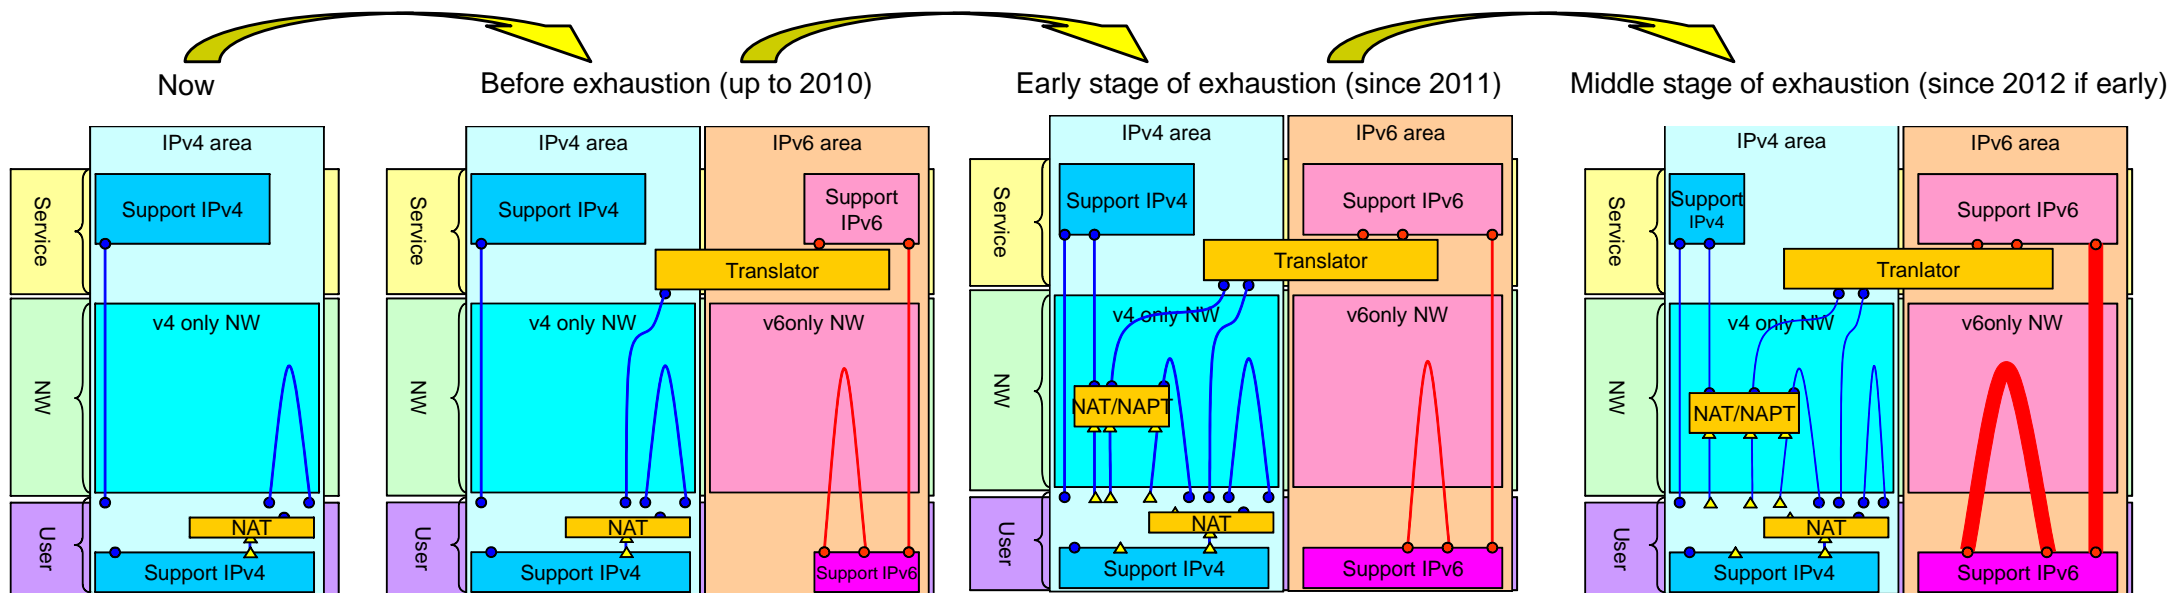 Now
Before exhaustion (up to 2010)
Early stage of exhaustion (since 2011)
Middle stage of exhaustion (since 2012 if early)
IPv4 area
Service
Support IPv4
NW
v4 only NW
User
NAT
Support IPv4
IPv4 area
IPv6 area
Service
Support IPv4
Support
IPv6
Translator
NW
v4 only NW
v6only NW
User
NAT
Support IPv4
Support IPv6
IPv4 area
IPv6 area
Service
Support IPv4
Support IPv6
Translator
NW
v4 only NW
v6only NW
NAT/NAPT
User
NAT
Support IPv4
Support IPv6
IPv4 area
IPv6 area
Service
Support
IPv4
Support IPv6
Tranlator
NW
v4 only NW
v6only NW
NAT/NAPT
User
NAT
Support IPv4
Support IPv6